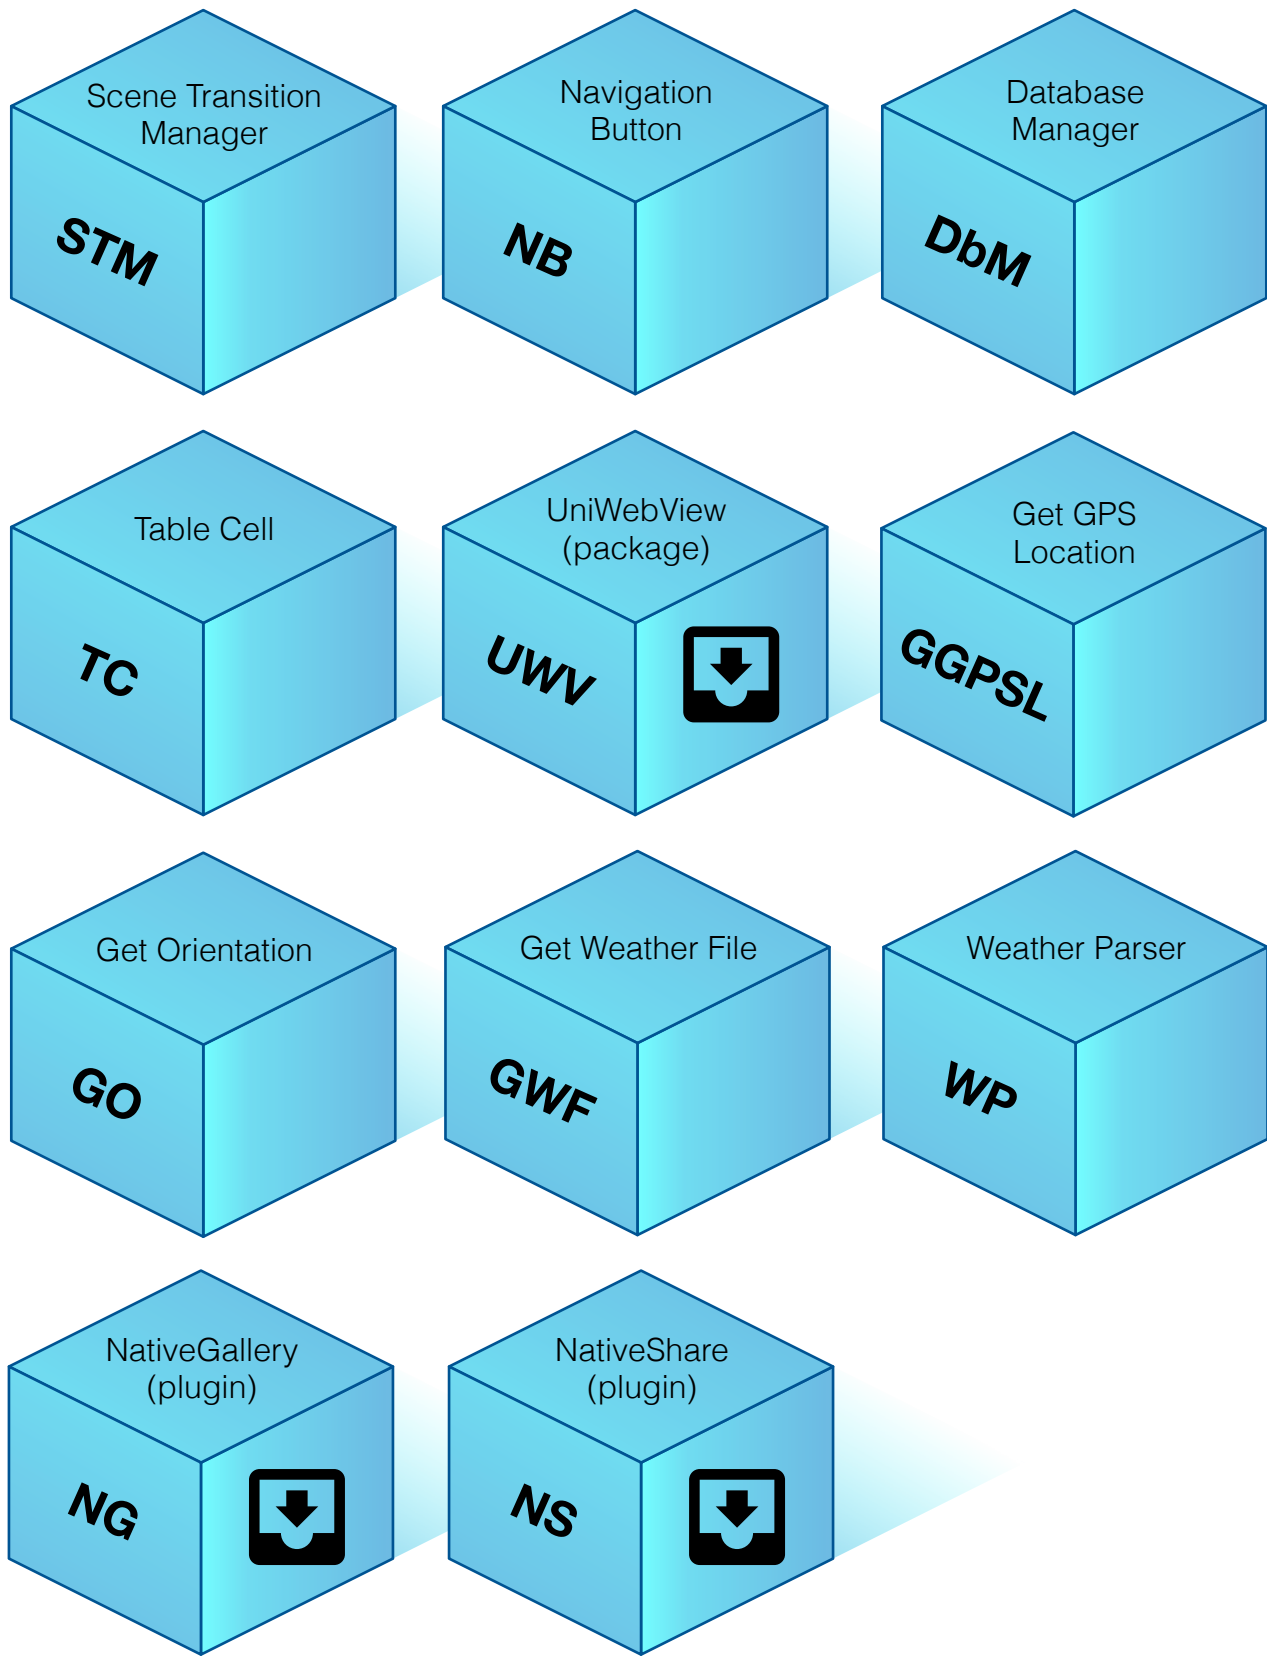 Scene Transition
Manager
STM
Navigation
Button
NB
Database
Manager
DbM
Table Cell
TC
UniWebView
(package)
UWV
Get GPS
Location
GGPSL
Get Orientation
GO
Get Weather File
GWF
Weather Parser
WP
NativeGallery
(plugin)
NG
NativeShare
(plugin)
NS